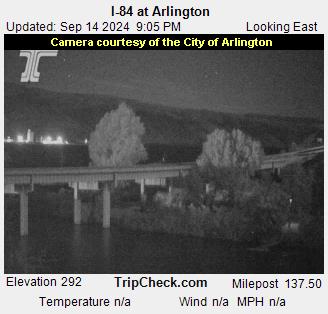 I-84 at Arlington
Updated: Sep 14 2024 9:05 PM Looking East
Camera courtesy of the City of Arlington
Elevation 292 TripCheck.com Milepost 137.50
Temperature n/a Wind n/a MPH n/a